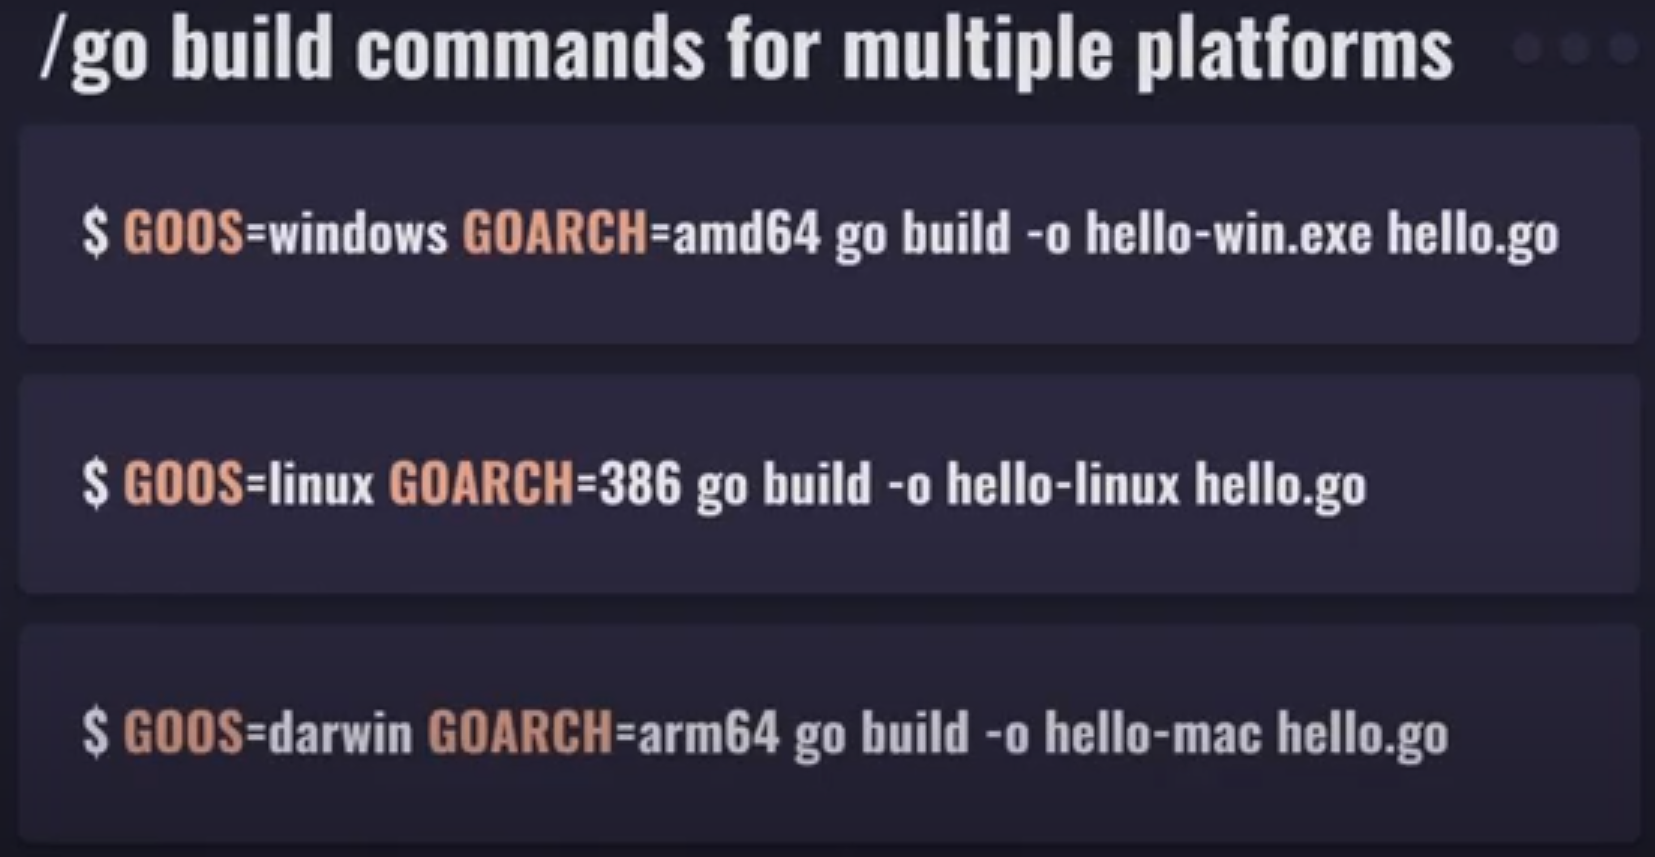 /go build commands for multiple platforms
$ GOOS=windows GOARCH=amd64 go build -o hello-win.exe hello.go
$ GOOS=linux GOARCH=386 go build -o hello-linux hello.go
$ GOOS=darwin GOARCH=arm64 go build -o hello-mac hello.go